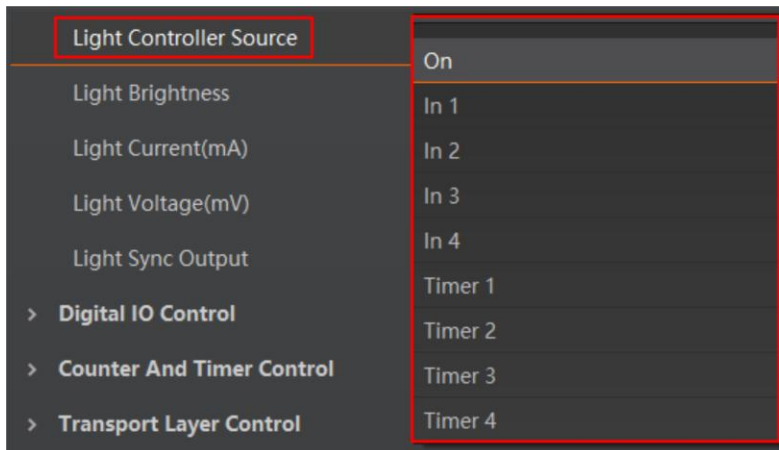 Light Controller Source
On
Light Brightness
In 1
Light Current(mA)
In 2
Light Voltage(mV)
In 3
Light Sync Output
In 4
Timer 1
> Digital IO Control
Timer 2
> Counter And Timer Control
Timer 3
> Transport Layer Control
Timer 4